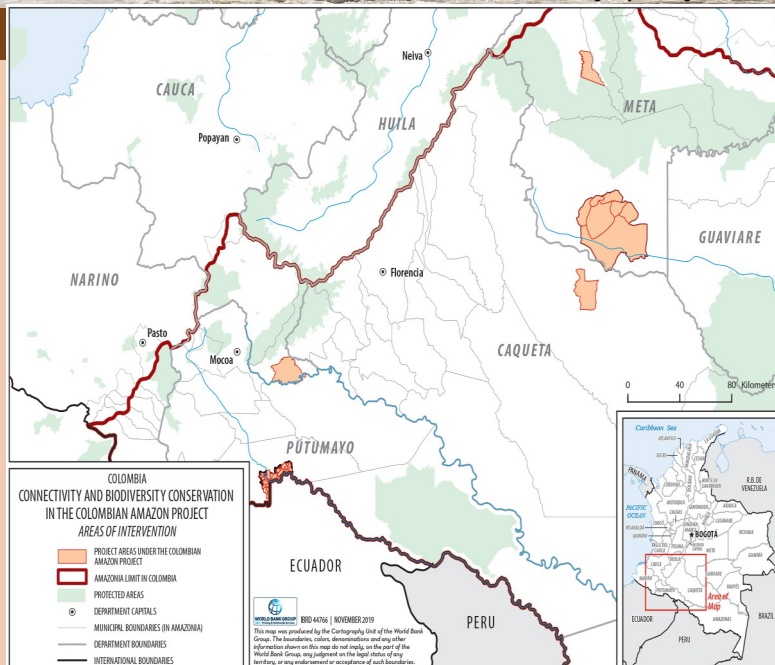 Neiva
CAUCA
META
HUILA
Popayan
GUAVIARE
NARINO
Florencia
Pasto
Mocoa
CAQUETA
0 40 80 Kilometers
PUTUMAYO
ECUADOR
PERU
COLOMBIA
CONNECTIVITY AND BIODIVERSITY CONSERVATION
IN THE COLOMBIAN AMAZON PROJECT
AREAS OF INTERVENTION
PROJECT AREAS UNDER THE COLOMBIAN
AMAZON PROJECT
AMAZONIA LIMIT IN COLOMBIA
PROTECTED AREAS
DEPARTMENT CAPITALS
MUNICIPAL BOUNDARIES (IN AMAZONIA)
DEPARTMENT BOUNDARIES
INTERNATIONAL BOUNDARIES
WORLD BANK GROUP
IBRD 44766 | NOVEMBER 2019
This map was produced by the Cartography Unit of the World Bank
Group. The boundaries, colors, denominations and any other
information shown on this map do not imply, on the part of the
World Bank Group, any judgment on the legal status of any
territory, or any endorsement or acceptance of such boundaries.
Caribbean Sea
PANAMA
R.B. DE
VENEZUELA
PACIFIC
OCEAN
BOGOTÁ
Area of
Map
ECUADOR
PERU
BRAZIL